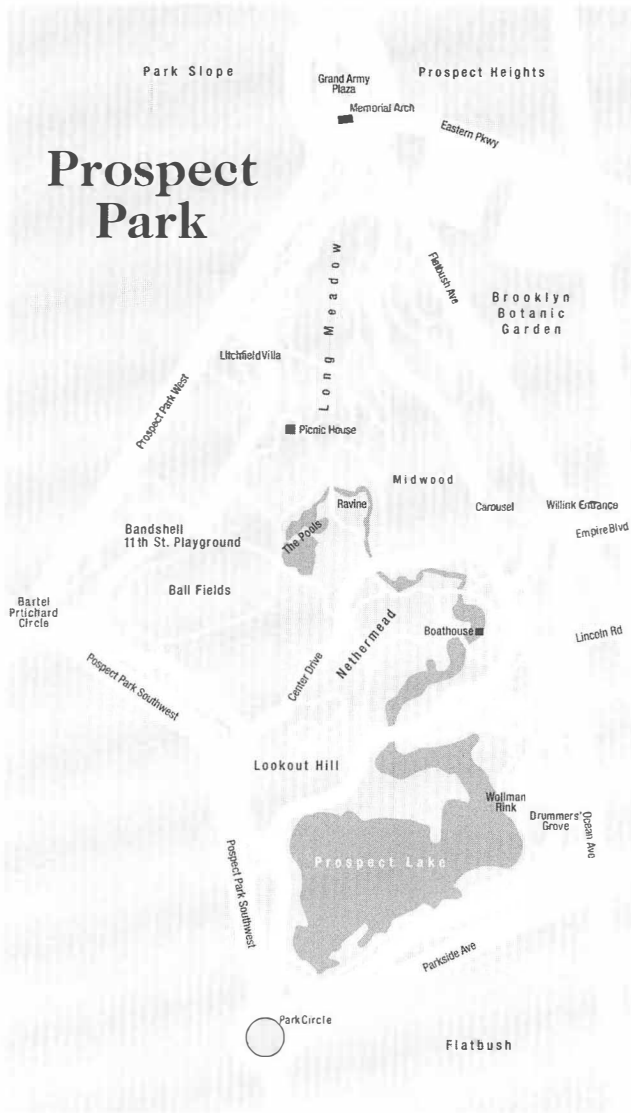 Park Slope
Grand Army
Plaza
Prospect Heights
Memorial Arch
Eastern Pkwy
Prospect
Park
Long Meadow
Flatbush Ave
Brooklyn
Botanic
Garden
Litchfield Villa
Prospect Park West
Picnic House
Midwood
Ravine
Carousel
Willink Entrance
The Pools
Bandshell
11th St. Playground
Empire Blvd
Ball Fields
Bartel
Pritichard
Circle
Boathouse
Lincoln Rd
Nethermead
Center Drive
Pospect Park Southwest
Lookout Hill
Wollman
Rink
Drummers'
Grove
Ocean Ave
Prospect Lake
Pospect Park Southwest
Parkside Ave
Park Circle
Flatbush